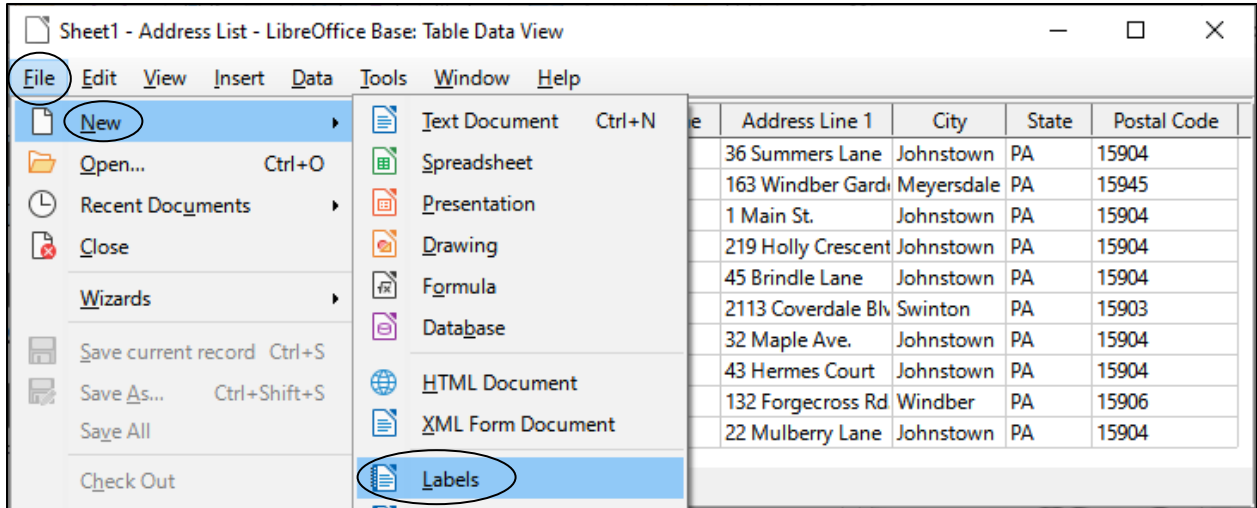 Sheet1 - Address List - LibreOffice Base: Table Data View
File Edit View Insert Data Tools Window Help
New
Open... Ctrl+O
Recent Documents
Close
Wizards
Save current record Ctrl+S
Save As... Ctrl+Shift+S
Save All
Check Out
Text Document Ctrl+N
Spreadsheet
Presentation
Drawing
Formula
Database
HTML Document
XML Form Document
Labels
Address Line 1 City State Postal Code
36 Summers Lane Johnstown PA 15904
163 Windber Gard Meyersdale PA 15945
1 Main St. Johnstown PA 15904
219 Holly Crescent Johnstown PA 15904
45 Brindle Lane Johnstown PA 15904
2113 Coverdale Blv Swinton PA 15903
32 Maple Ave. Johnstown PA 15904
43 Hermes Court Johnstown PA 15904
132 Forgecross Rd. Windber PA 15906
22 Mulberry Lane Johnstown PA 15904